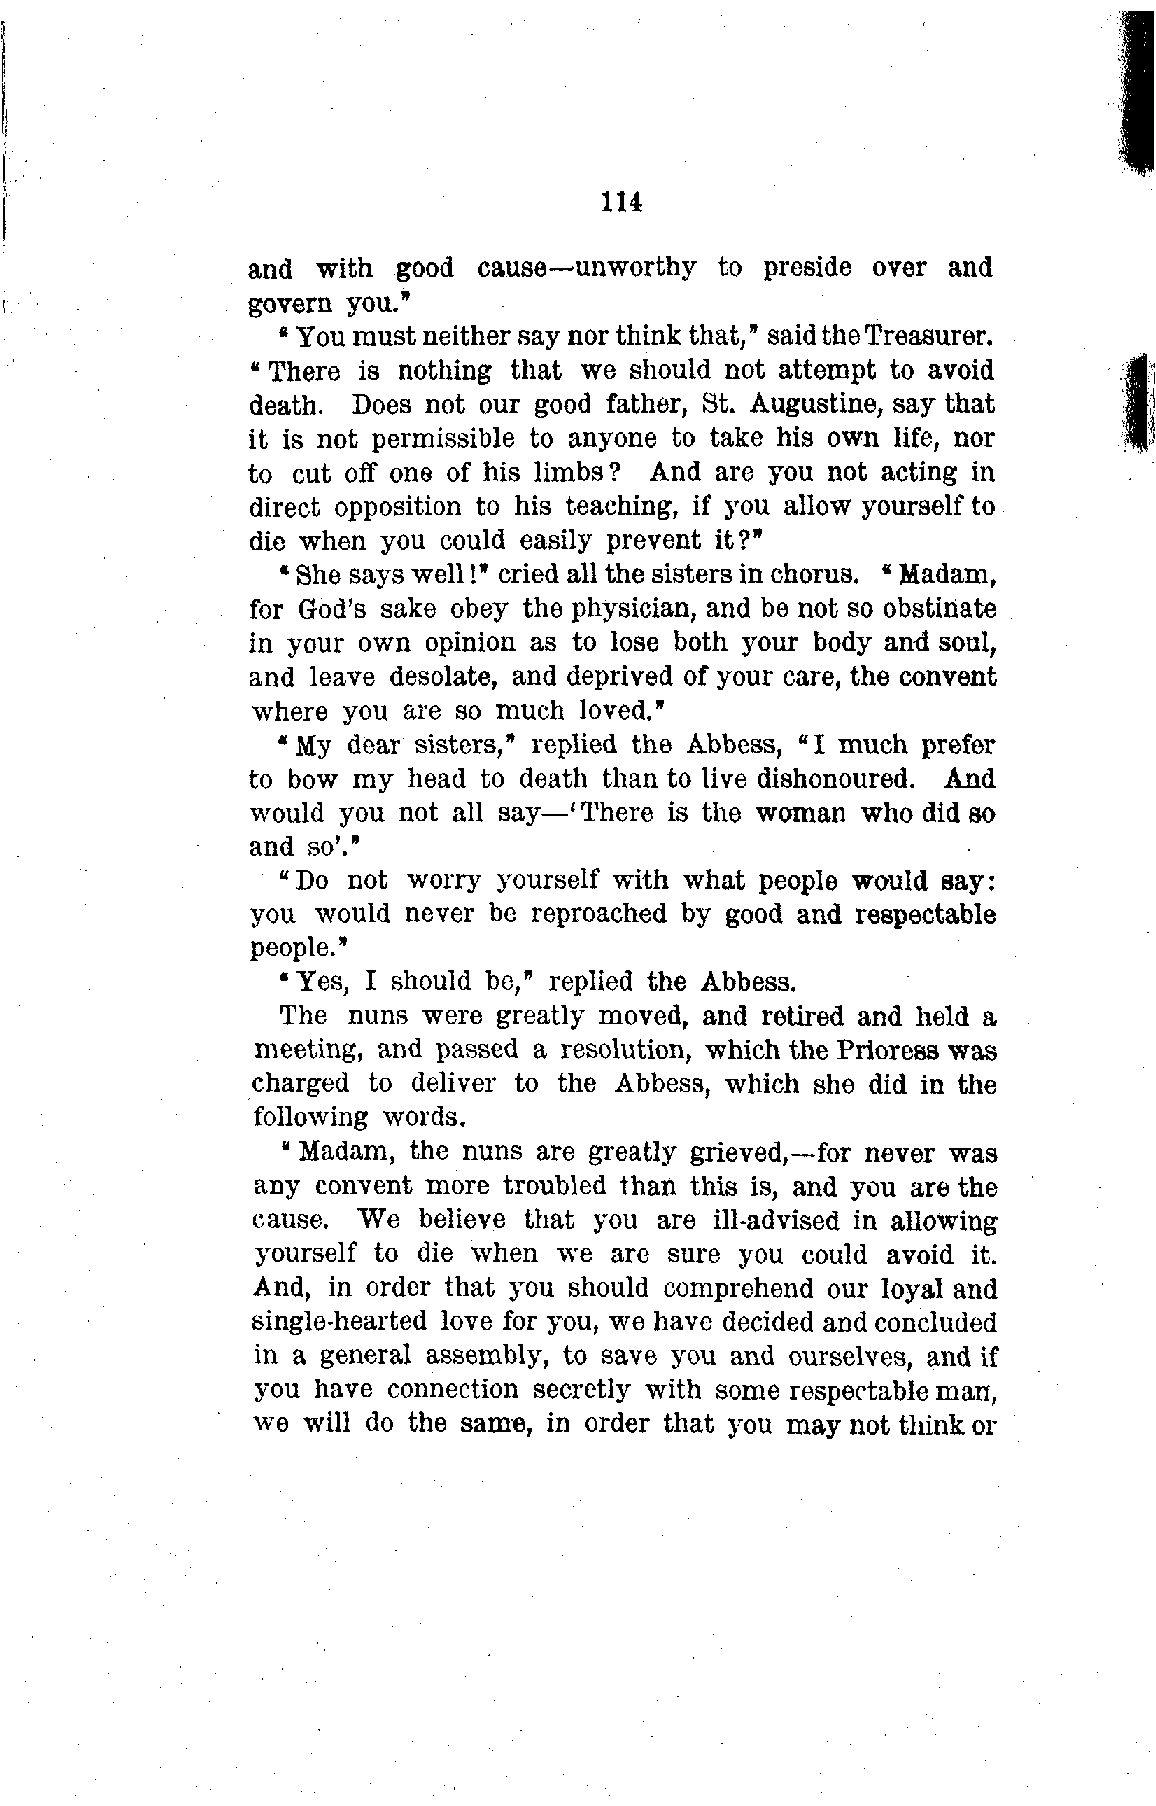 114
and with good cause—unworthy to preside over and
govern you."
"You must neither say nor think that," said the Treasurer.
"There is nothing that we should not attempt to avoid
death. Does not our good father, St. Augustine, say that
it is not permissible to anyone to take his own life, nor
to cut off one of his limbs? And are you not acting in
direct opposition to his teaching, if you allow yourself to
die when you could easily prevent it?"
"She says well!" cried all the sisters in chorus. "Madam,
for God's sake obey the physician, and be not so obstinate
in your own opinion as to lose both your body and soul,
and leave desolate, and deprived of your care, the convent
where you are so much loved."
"My dear sisters," replied the Abbess, "I much prefer
to bow my head to death than to live dishonoured. And
would you not all say—'There is the woman who did so
and so'."
"Do not worry yourself with what people would say:
you would never be reproached by good and respectable
people."
"Yes, I should be," replied the Abbess.
The nuns were greatly moved, and retired and held a
meeting, and passed a resolution, which the Prioress was
charged to deliver to the Abbess, which she did in the
following words.
"Madam, the nuns are greatly grieved,—for never was
any convent more troubled than this is, and you are the
cause. We believe that you are ill-advised in allowing
yourself to die when we are sure you could avoid it.
And, in order that you should comprehend our loyal and
single-hearted love for you, we have decided and concluded
in a general assembly, to save you and ourselves, and if
you have connection secretly with some respectable man,
we will do the same, in order that you may not think or